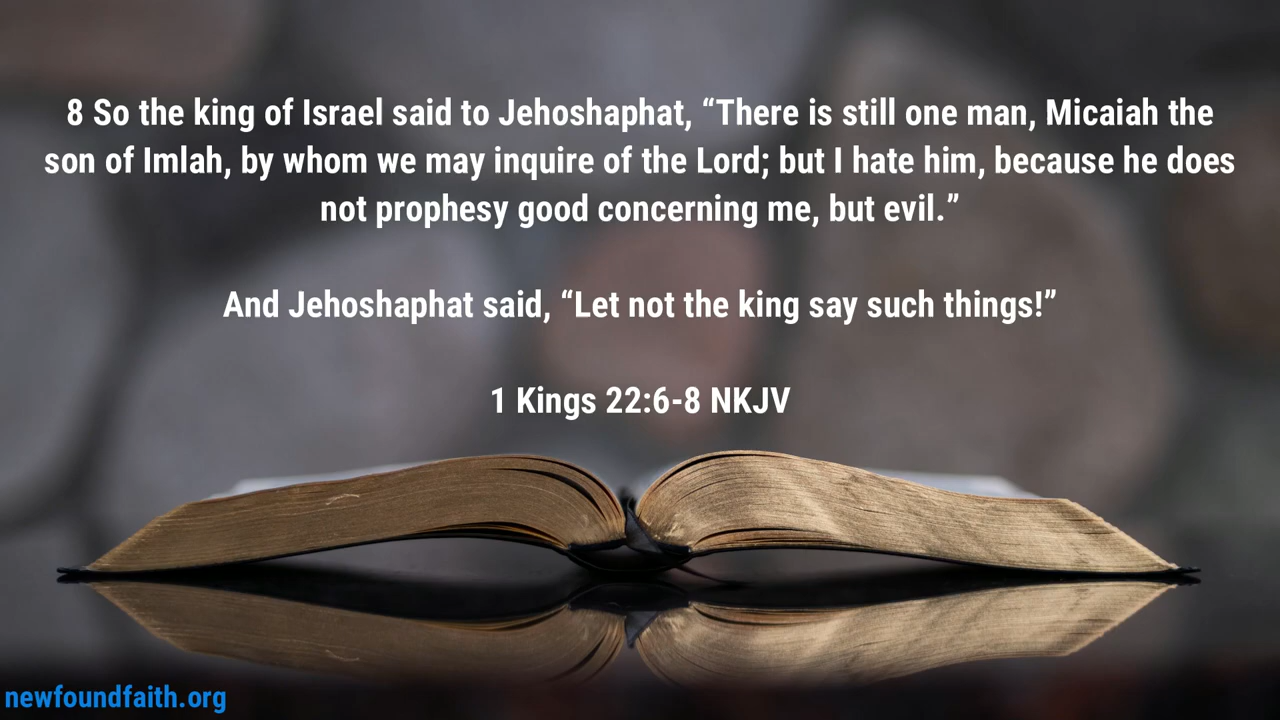 8 So the king of Israel said to Jehoshaphat, “There is still one man, Micaiah the
son of Imlah, by whom we may inquire of the Lord; but I hate him, because he does
not prophesy good concerning me, but evil.”
And Jehoshaphat said, “Let not the king say such things!”
1 Kings 22:6-8 NKJV
newfoundfaith.org